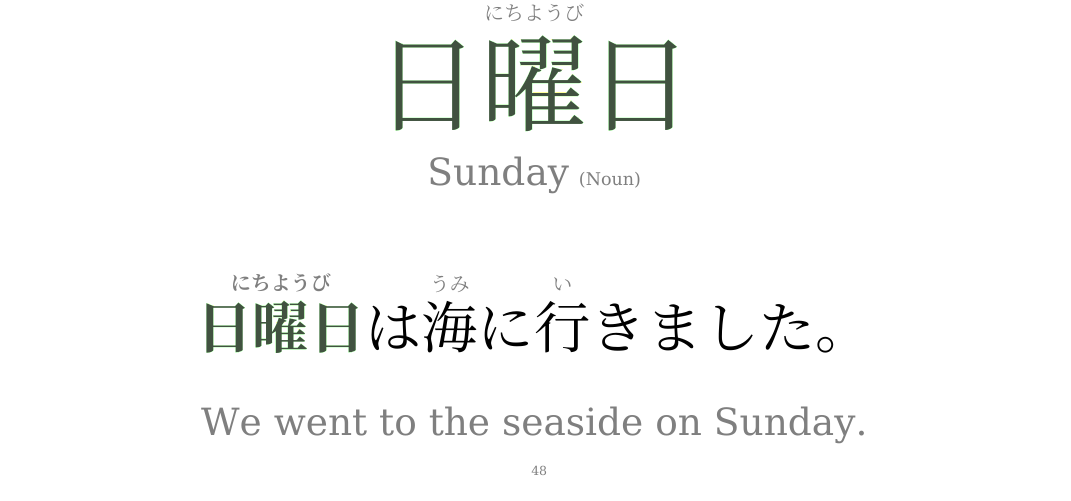 にちようび
日曜日
Sunday (Noun)
にちようび うみ い
日曜日は海に行きました。
We went to the seaside on Sunday.
48